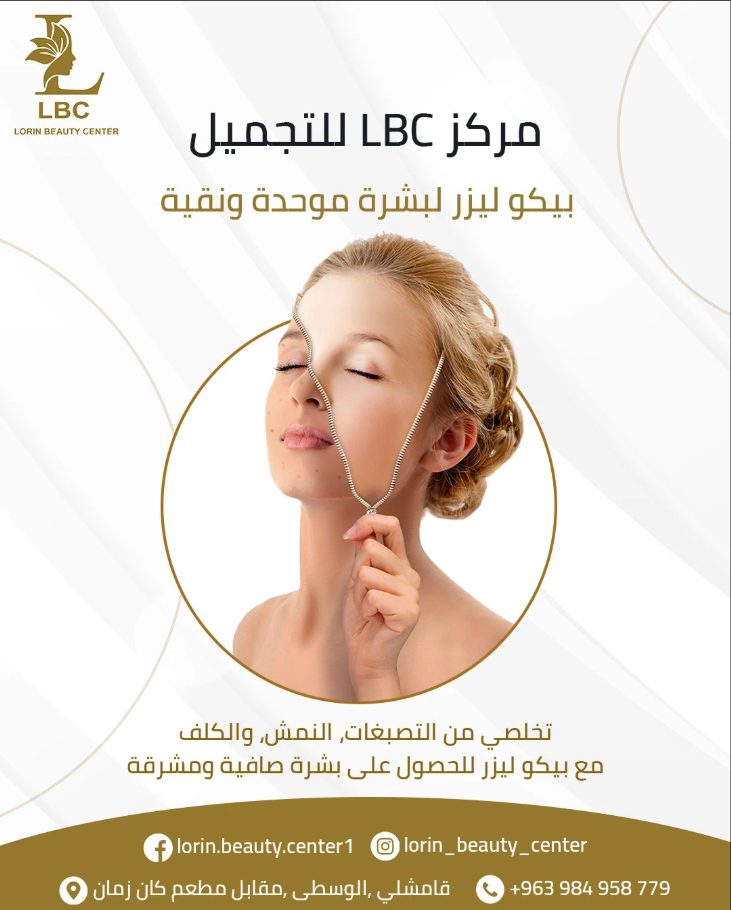 LBC
LORIN BEAUTY CENTER
مركز LBC للتجميل
بيكو ليزر لبشرة موحدة ونقية
تخلصي من التصبغات, النمش, والكلف
مع بيكو ليزر للحصول على بشرة صافية ومشرقة
lorin.beauty.center1 lorin_beauty_center
قامشلي ,الوسطى ,مقابل مطعم كان زمان +963 984 958 779